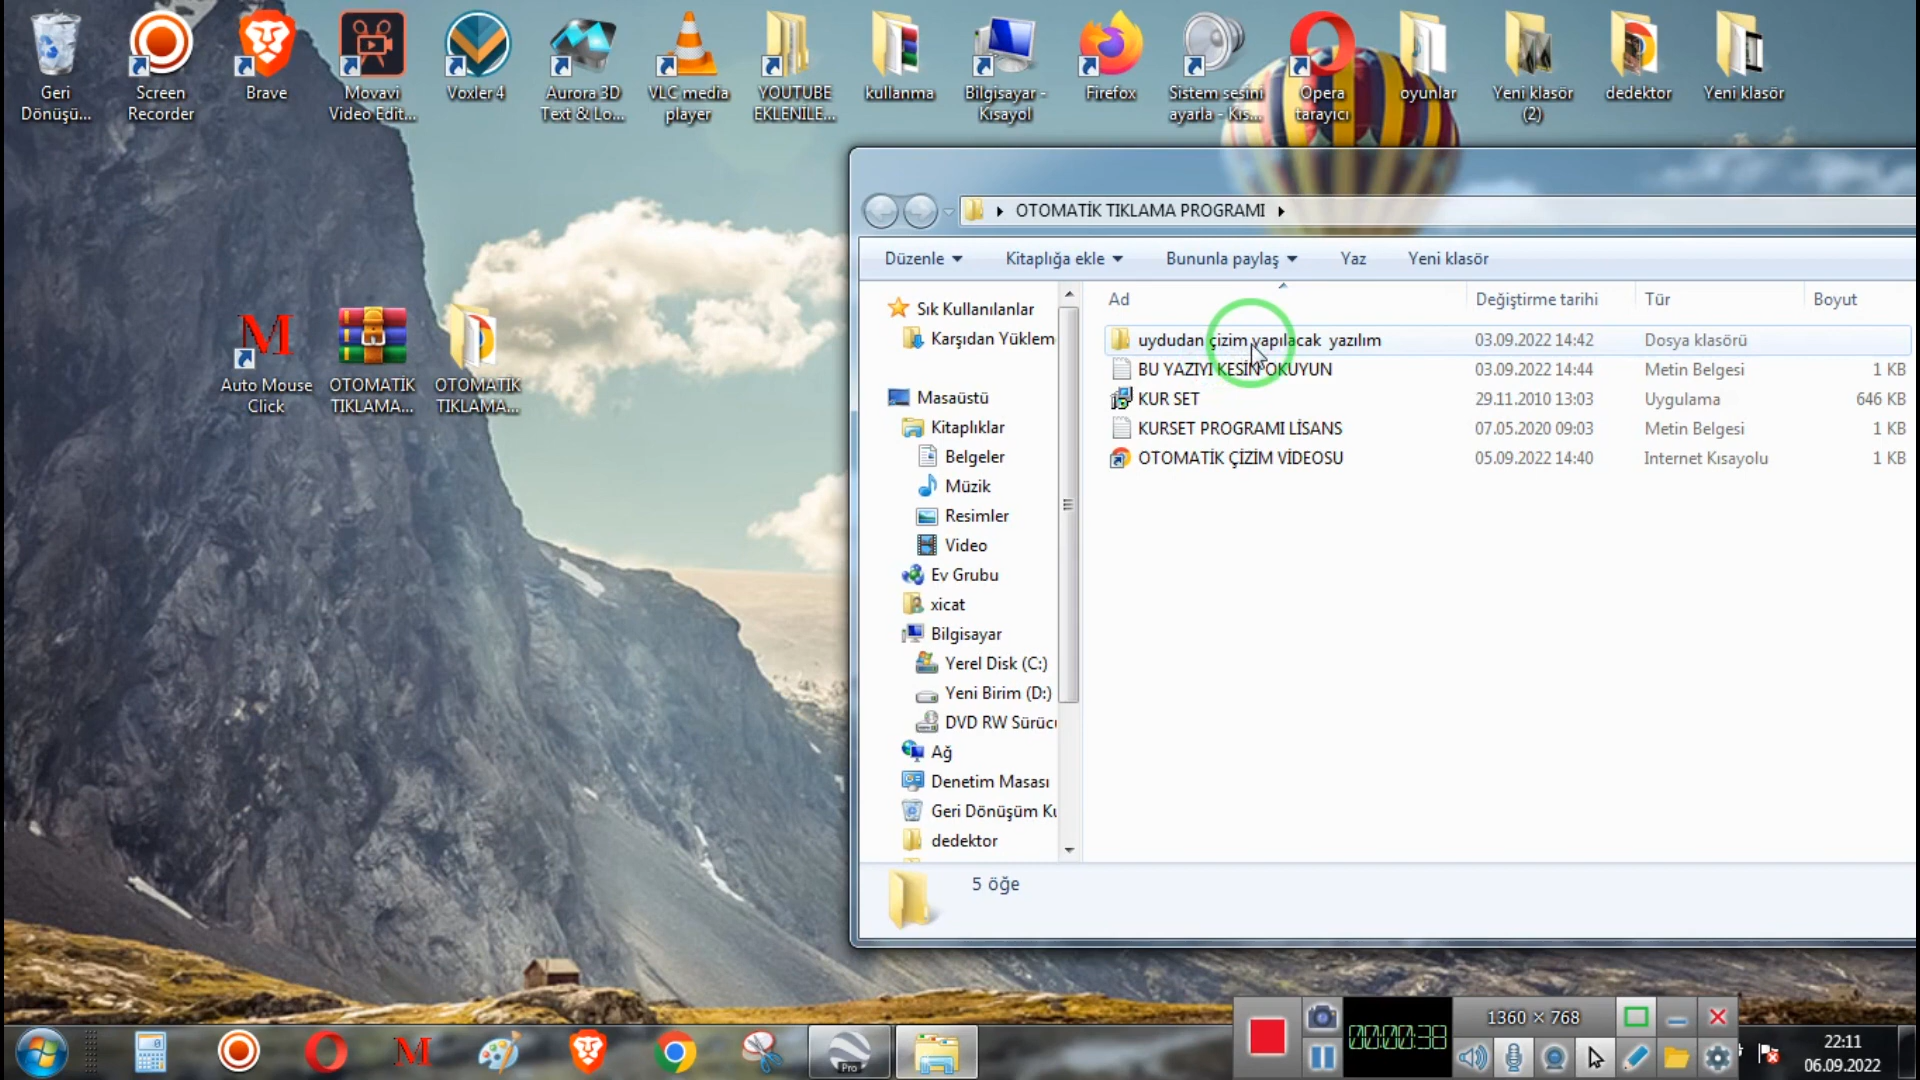 Geri
Dönüşü...
Screen
Recorder
Brave
Movavi
Video Edit...
Voxler 4
Aurora 3D
Text & Lo...
VLC media
player
YOUTUBE
EKLENİLE...
kullanma
Bilgisayar -
Kısayol
Firefox
Sistem sesini
ayarla - Kıs...
Opera
tarayıcı
oyunlar
Yeni klasör
(2)
dedektor
Yeni klasör
M
Auto Mouse
Click
OTOMATİK
TIKLAMA...
OTOMATİK
TIKLAMA...
OTOMATİK TIKLAMA PROGRAMI
Düzenle Kitaplığa ekle Bununla paylaş Yaz Yeni klasör
Sık Kullanılanlar
Karşıdan Yüklem
Masaüstü
Kitaplıklar
Belgeler
Müzik
Resimler
Video
Ev Grubu
xicat
Bilgisayar
Yerel Disk (C:)
Yeni Birim (D:)
DVD RW Sürücü
Ağ
Denetim Masası
Geri Dönüşüm Ku
dedektor
Ad Değiştirme tarihi Tür Boyut
uydudan çizim yapılacak yazılım 03.09.2022 14:42 Dosya klasörü
BU YAZIYI KESİN OKUYUN 03.09.2022 14:44 Metin Belgesi 1 KB
KUR SET 29.11.2010 13:03 Uygulama 646 KB
KURSET PROGRAMI LİSANS 07.05.2020 09:03 Metin Belgesi 1 KB
OTOMATİK ÇİZİM VİDEOSU 05.09.2022 14:40 Internet Kısayolu 1 KB
5 öğe
M
Pro
00:00:38
1360 × 768
22:11
06.09.2022